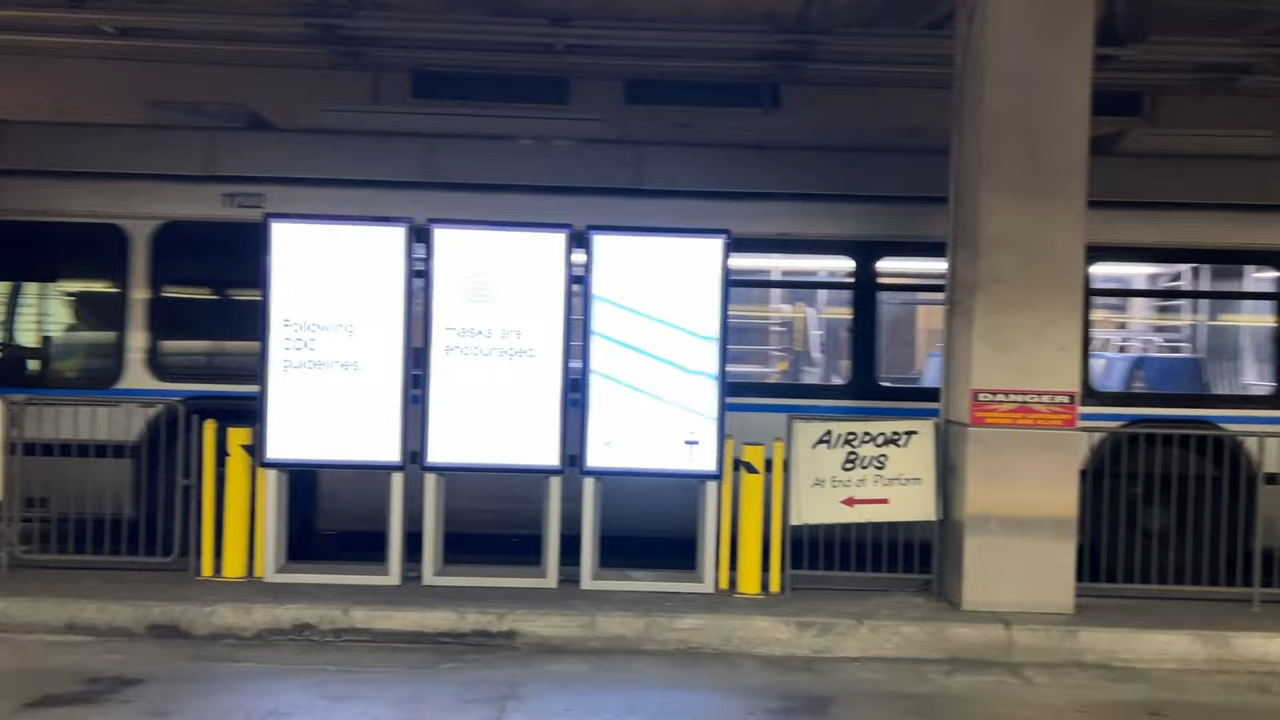 Following
CDC
guidelines.
masks are
encouraged.
AIRPORT
BUS
At End of Platform
DANGER